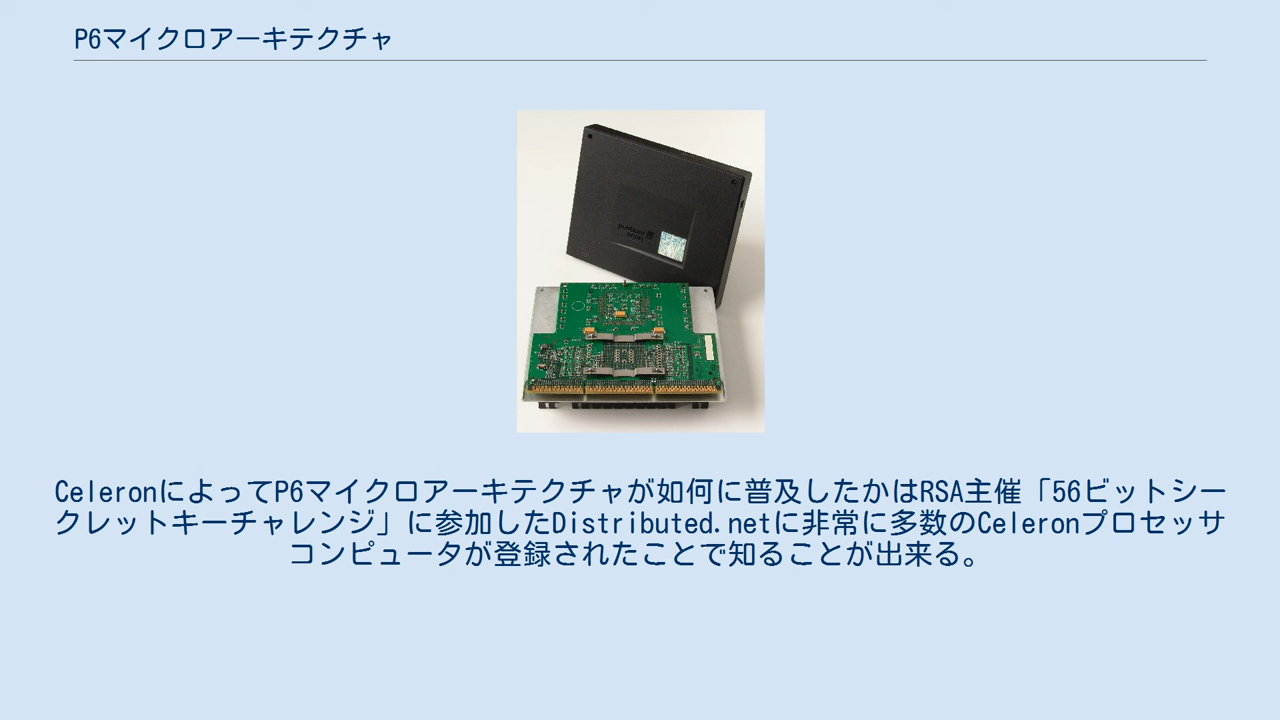 P6マイクロアーキテクチャ
CeleronによってP6マイクロアーキテクチャが如何に普及したかはRSA主催「56ビットシー
クレットキーチャレンジ」に参加したDistributed.netに非常に多数のCeleronプロセッサ
コンピュータが登録されたことで知ることが出来る。